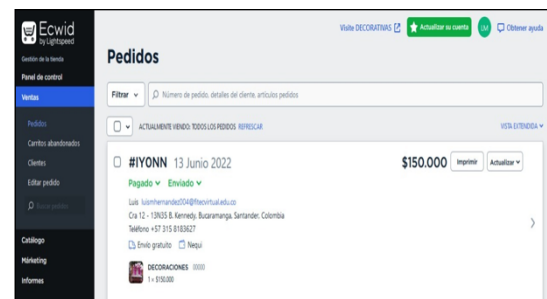 Ecwid
by Lightspeed
Gestión de la tienda
Panel de control
Ventas
Pedidos
Carritos abandonados
Clientes
Editar pedido
Buscar pedidos
Catálogo
Márketing
Informes
Visite DECORATIVAS
Actualizar su cuenta
LM
Obtener ayuda
Pedidos
Filtrar
Número de pedido, detalles del cliente, artículos pedidos
ACTUALMENTE VIENDO: TODOS LOS PEDIDOS REFRESCAR
VISTA EXTENDIDA
#IYONN 13 Junio 2022
$150.000 Imprimir Actualizar
Pagado Enviado
Luis luismhernandez004@fitecvirtual.edu.co
Cra 12 - 13N35 B. Kennedy, Bucaramanga, Santander, Colombia
Teléfono +57 315 8183627
Envío gratuito Nequi
DECORACIONES 00000
1 × $150.000